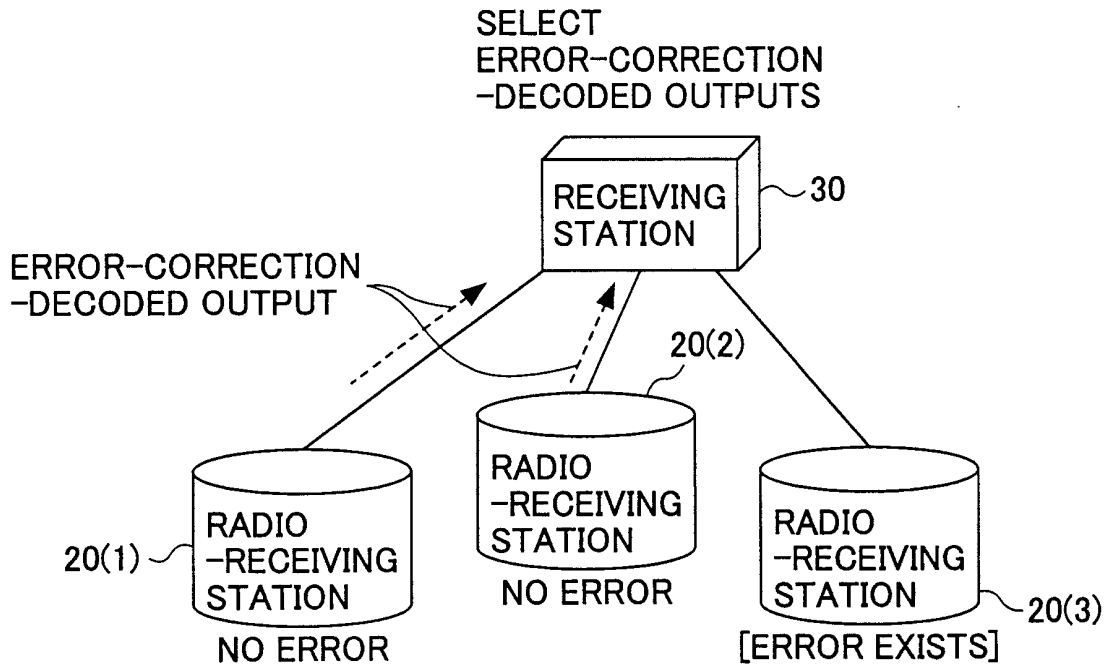 SELECT
ERROR-CORRECTION
-DECODED OUTPUTS
RECEIVING
STATION
30
ERROR-CORRECTION
-DECODED OUTPUT
20(2)
RADIO
-RECEIVING
STATION
NO ERROR
20(1)
RADIO
-RECEIVING
STATION
NO ERROR
RADIO
-RECEIVING
STATION
20(3)
[ERROR EXISTS]